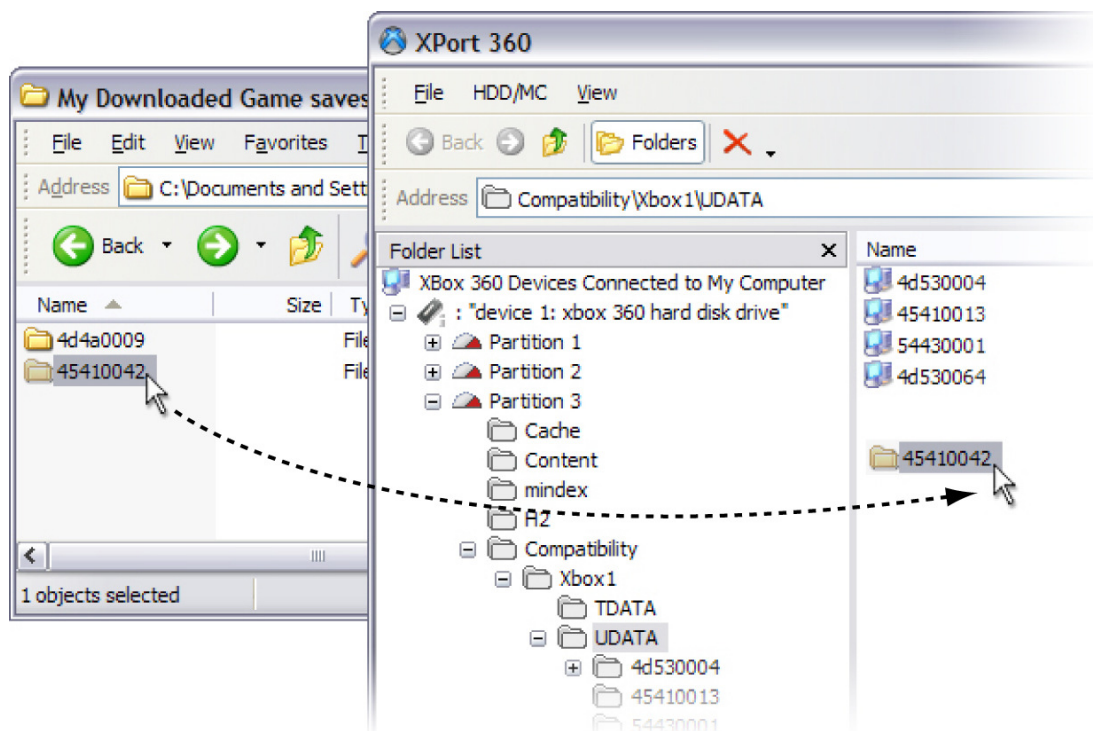 My Downloaded Game saves
File Edit View Favorites T
Address C:\Documents and Sett
Back
Name Size Ty
4d4a0009 File
45410042 File
1 objects selected
XPort 360
File HDD/MC View
Back Folders
Address Compatibility\Xbox1\UDATA
Folder List x
XBox 360 Devices Connected to My Computer
: "device 1: xbox 360 hard disk drive"
Partition 1
Partition 2
Partition 3
Cache
Content
mindex
Compatibility
Xbox1
TDATA
UDATA
4d530004
45410013
54430001
Name
4d530004
45410013
54430001
4d530064
45410042